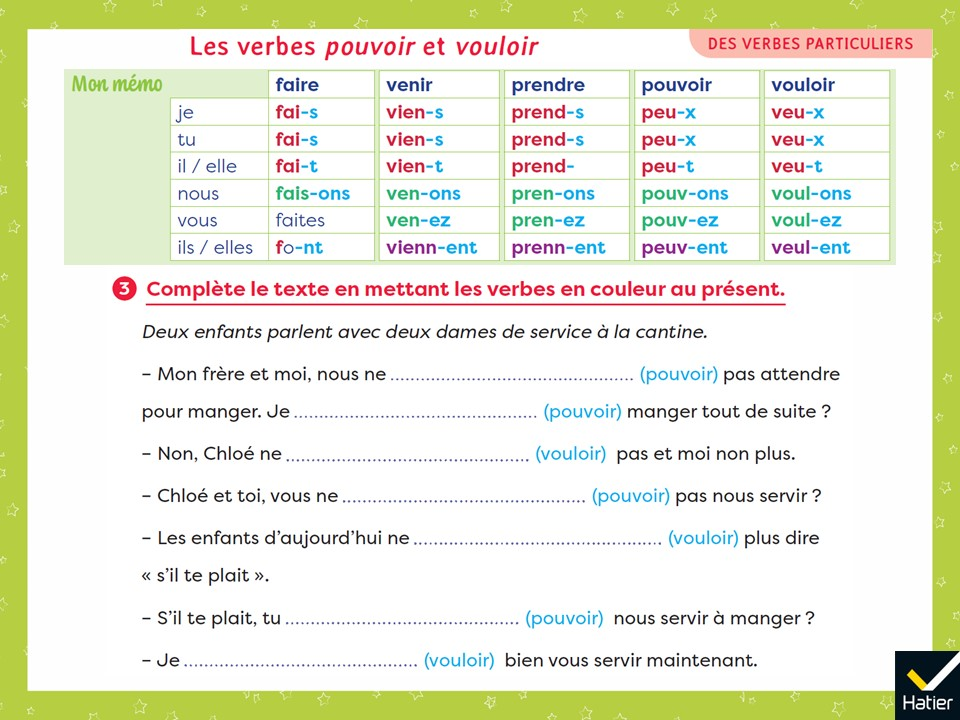 Les verbes pouvoir et vouloir
DES VERBES PARTICULIERS
Mon mémo
faire venir prendre pouvoir vouloir
je fai-s vien-s prend-s peu-x veu-x
tu fai-s vien-s prend-s peu-x veu-x
il / elle fai-t vien-t prend- peu-t veu-t
nous fais-ons ven-ons pren-ons pouv-ons voul-ons
vous faites ven-ez pren-ez pouv-ez voul-ez
ils / elles fo-nt vienn-ent prenn-ent peuv-ent veul-ent
3 Complète le texte en mettant les verbes en couleur au présent.
Deux enfants parlent avec deux dames de service à la cantine.
– Mon frère et moi, nous ne ................................................ (pouvoir) pas attendre
pour manger. Je ................................................ (pouvoir) manger tout de suite ?
– Non, Chloé ne ................................................ (vouloir) pas et moi non plus.
– Chloé et toi, vous ne ................................................ (pouvoir) pas nous servir ?
– Les enfants d'aujourd'hui ne ................................................ (vouloir) plus dire
« s'il te plait ».
– S'il te plait, tu .............................................. (pouvoir) nous servir à manger ?
– Je .............................................. (vouloir) bien vous servir maintenant.
Hatier